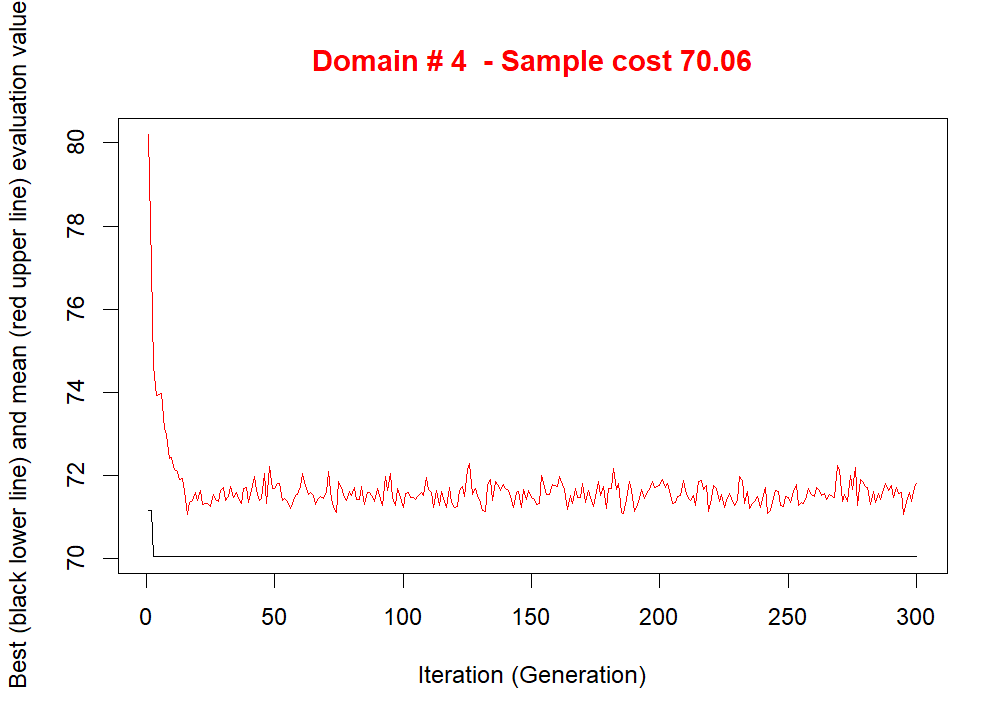 Domain # 4  - Sample cost 70.06
Best (black lower line) and mean (red upper line) evaluation value
80
78
76
74
72
70
0 50 100 150 200 250 300
Iteration (Generation)